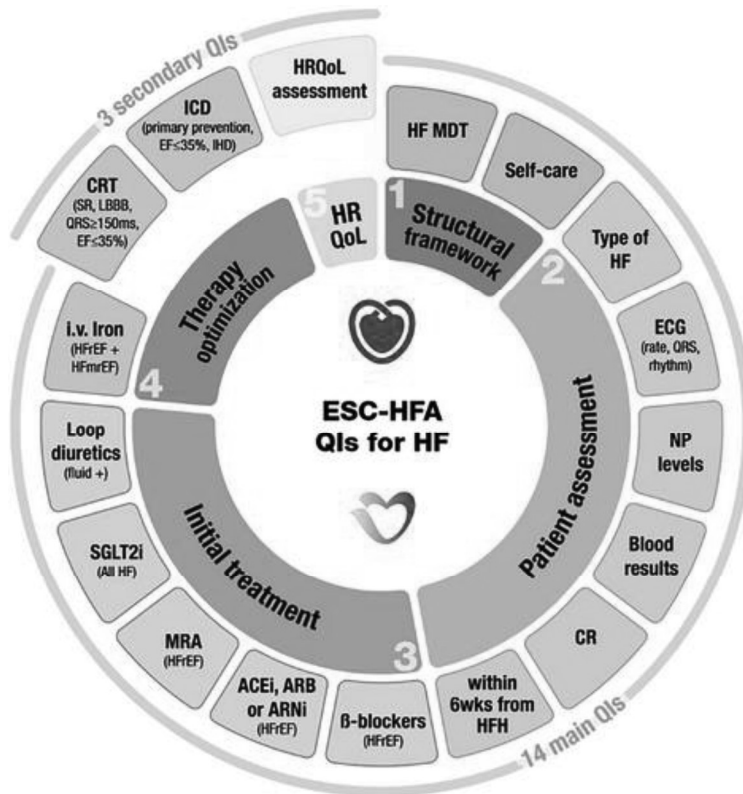 3 secondary QIs
HRQoL
assessment
ICD
(primary prevention,
EF≤35%, IHD)
CRT
(SR, LBBB,
QRS≥150ms,
EF≤35%)
HF MDT
Self-care
Type of
HF
ECG
(rate, QRS,
rhythm)
NP
levels
Blood
results
CR
within
6wks from
HFH
ß-blockers
(HFrEF)
ACEi, ARB
or ARNi
(HFrEF)
MRA
(HFrEF)
SGLT2i
(All HF)
Loop
diuretics
(fluid +)
i.v. Iron
(HFrEF +
HFmrEF)
14 main QIs
1
Structural
framework
2
Patient assessment
3
Initial treatment
4
Therapy
optimization
5
HR
QoL
ESC-HFA
QIs for HF